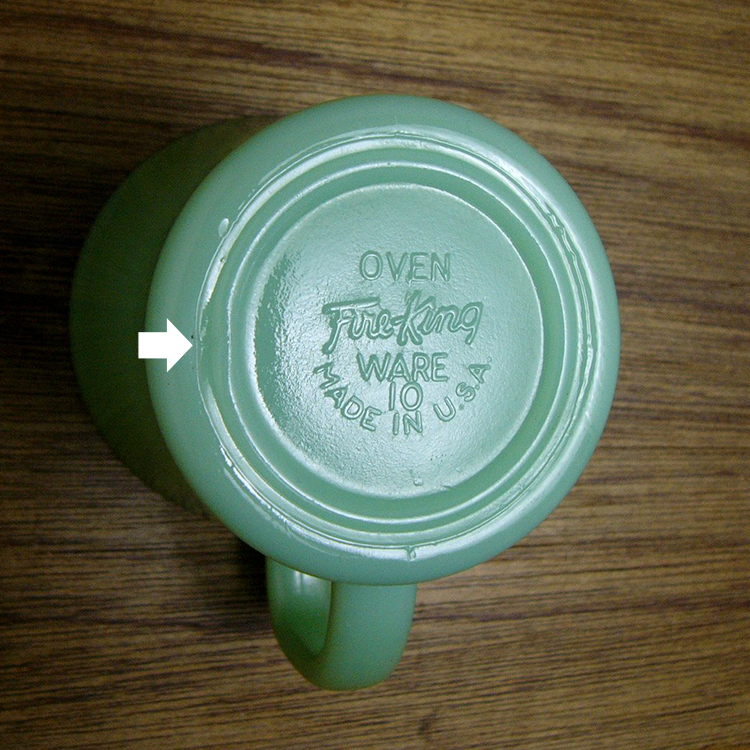 OVEN
Fire-King
WARE
10
MADE IN U.S.A.